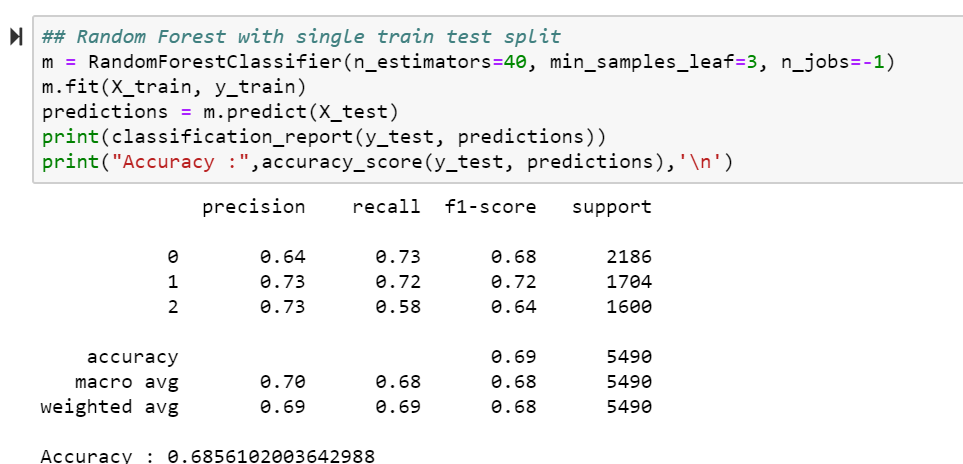 ## Random Forest with single train test split
m = RandomForestClassifier(n_estimators=40, min_samples_leaf=3, n_jobs=-1)
m.fit(X_train, y_train)
predictions = m.predict(X_test)
print(classification_report(y_test, predictions))
print("Accuracy :",accuracy_score(y_test, predictions),'\n')
precision recall f1-score support
0 0.64 0.73 0.68 2186
1 0.73 0.72 0.72 1704
2 0.73 0.58 0.64 1600
accuracy 0.69 5490
macro avg 0.70 0.68 0.68 5490
weighted avg 0.69 0.69 0.68 5490
Accuracy : 0.6856102003642988